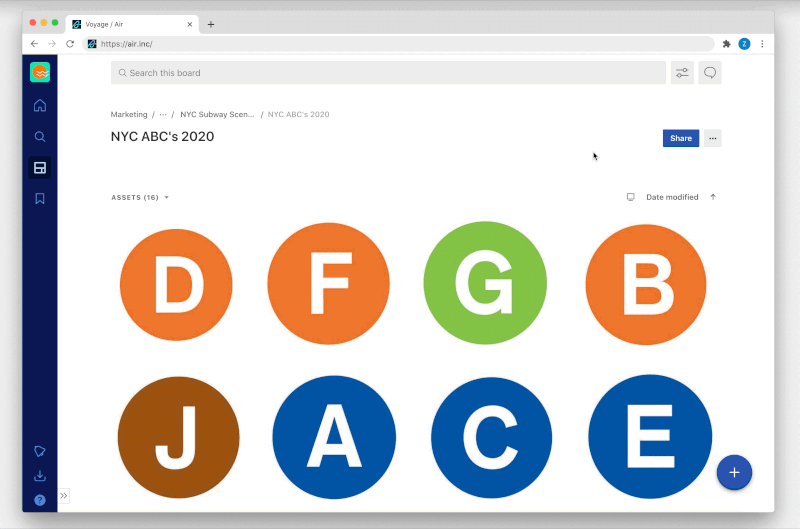 Voyage / Air
https://air.inc/
Z
Search this board
Marketing / ··· / NYC Subway Scen... / NYC ABC's 2020
NYC ABC's 2020
Share
ASSETS (16)
Date modified
D F G B
J A C E
?